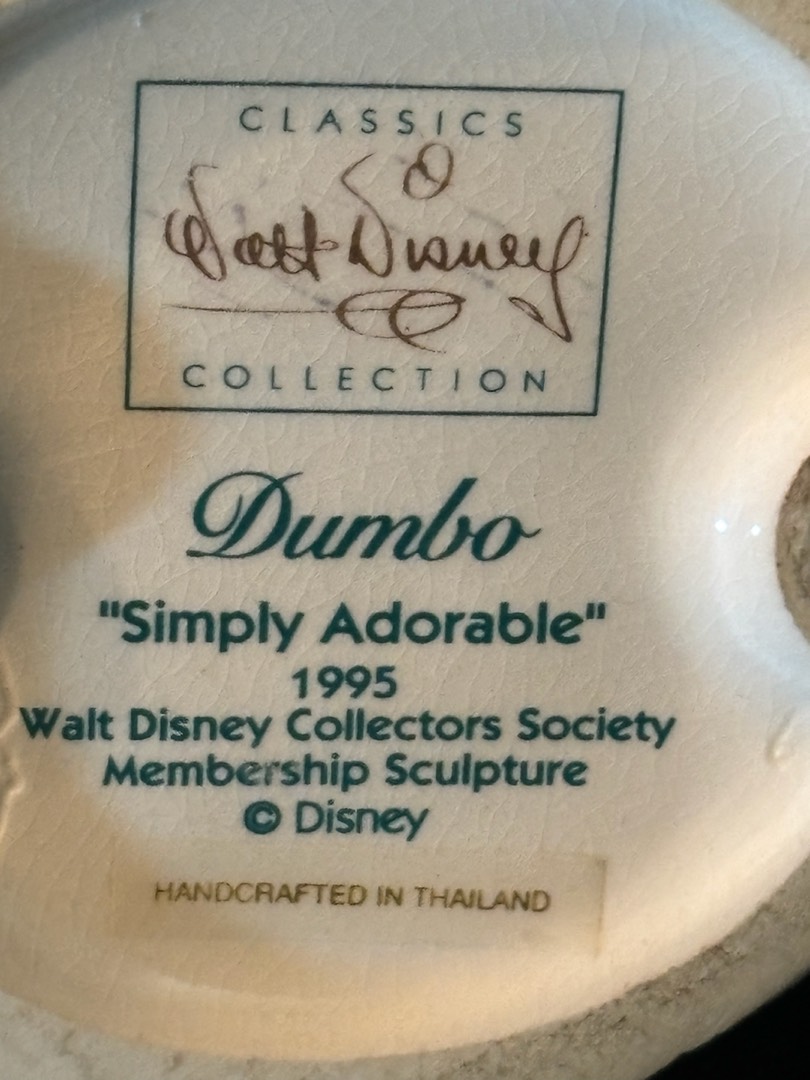 CLASSICS
Walt Disney
COLLECTION
Dumbo
"Simply Adorable"
1995
Walt Disney Collectors Society
Membership Sculpture
© Disney
HANDCRAFTED IN THAILAND